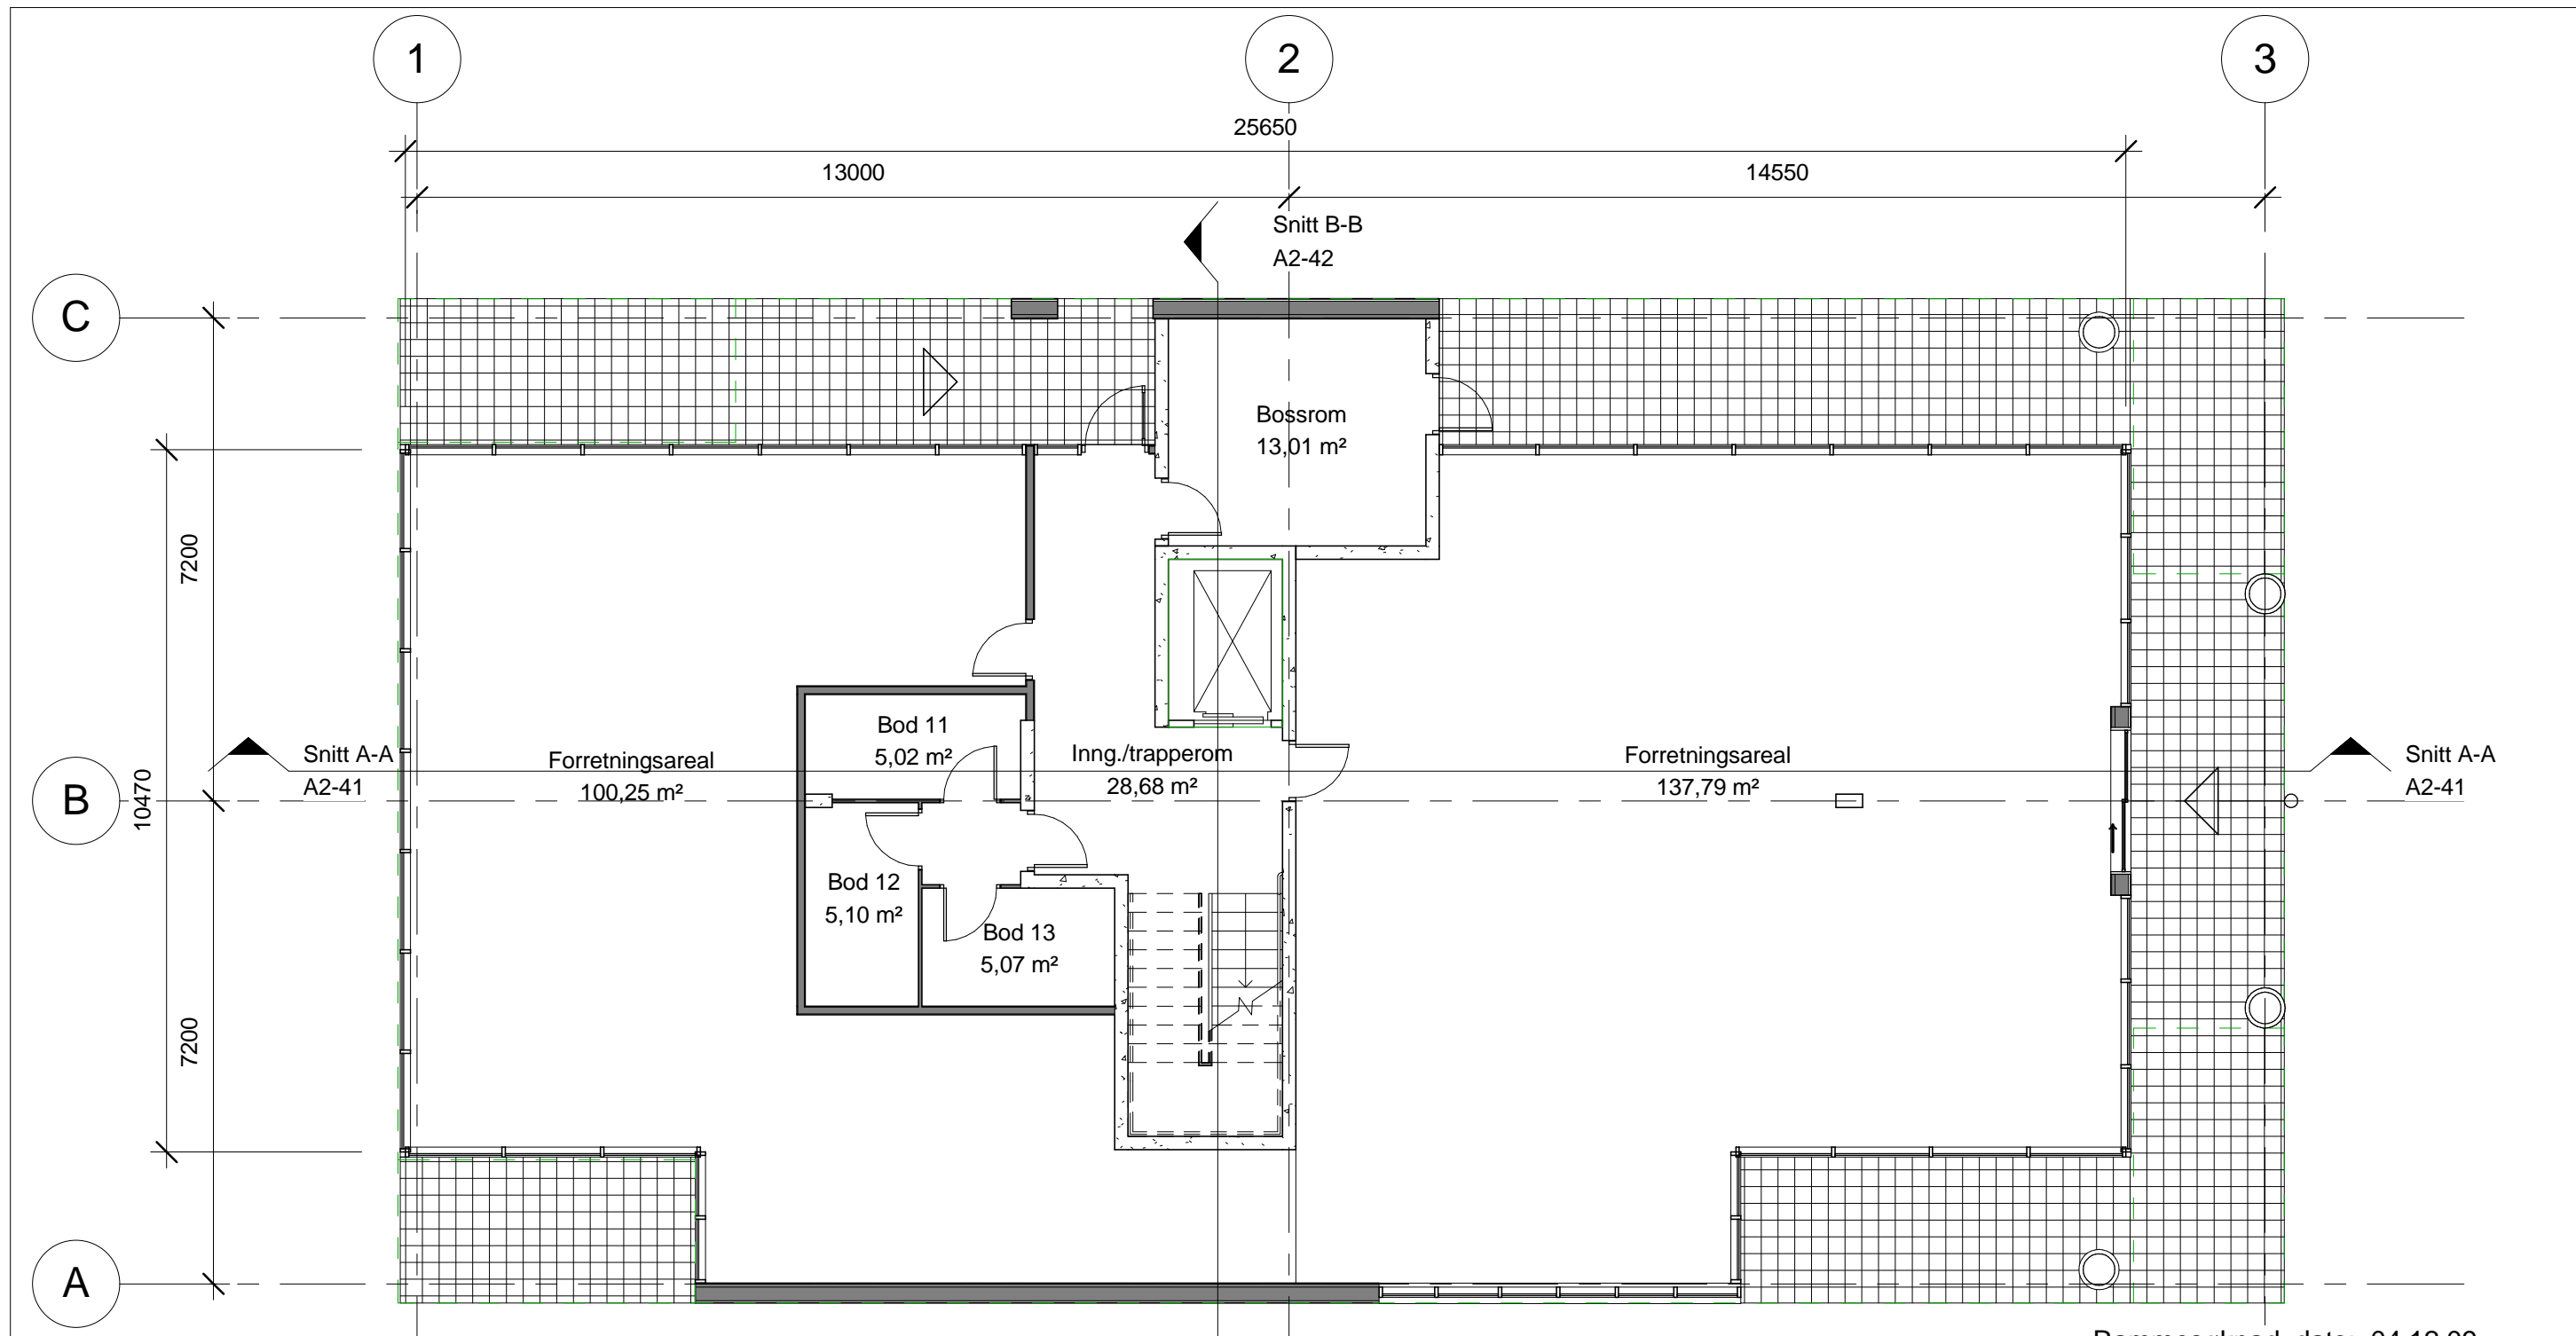 1
2
3
25650
13000
14550
Snitt B-B
A2-42
C
Bossrom
13,01 m²
7200
Bod 11
5,02 m²
Snitt A-A
A2-41
Forretningsareal
100,25 m²
Inng./trapperom
28,68 m²
Forretningsareal
137,79 m²
Snitt A-A
A2-41
B
10470
Bod 12
5,10 m²
Bod 13
5,07 m²
7200
A